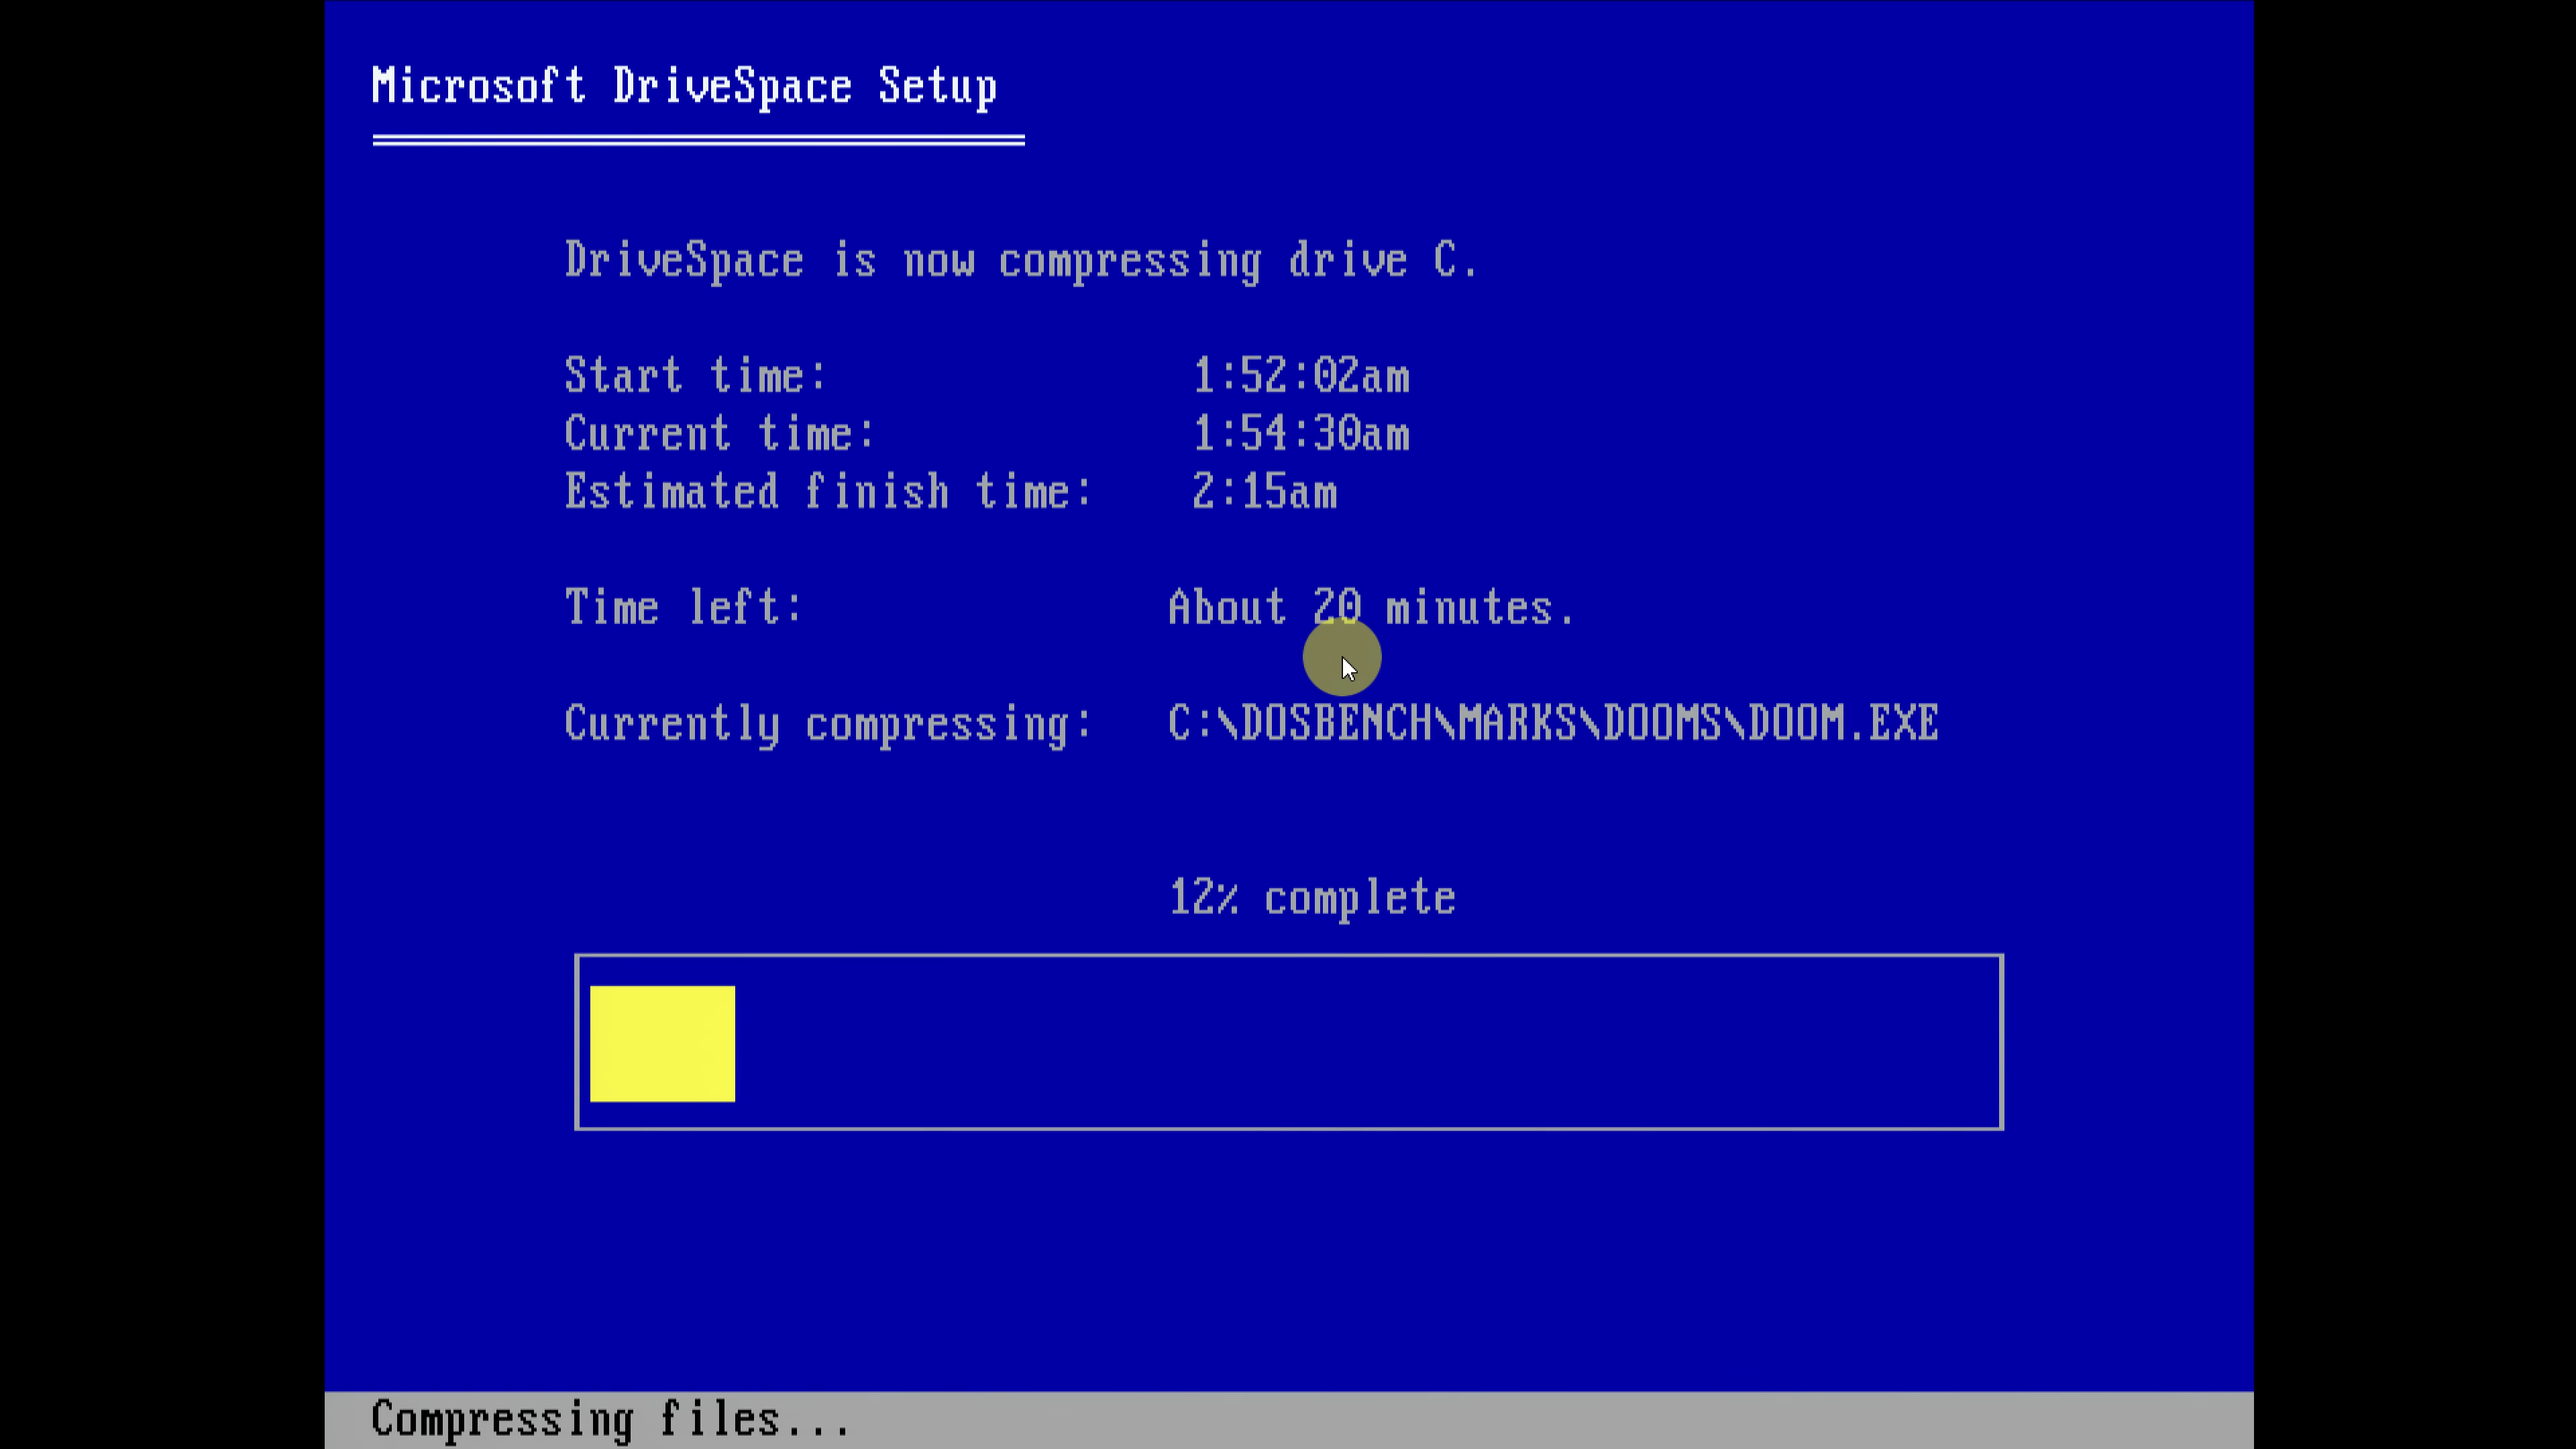 Microsoft DriveSpace Setup
DriveSpace is now compressing drive C.
Start time: 1:52:02am
Current time: 1:54:30am
Estimated finish time: 2:15am
Time left: About 20 minutes.
Currently compressing: C:\DOSBENCH\MARKS\DOOMS\DOOM.EXE
12% complete
Compressing files...